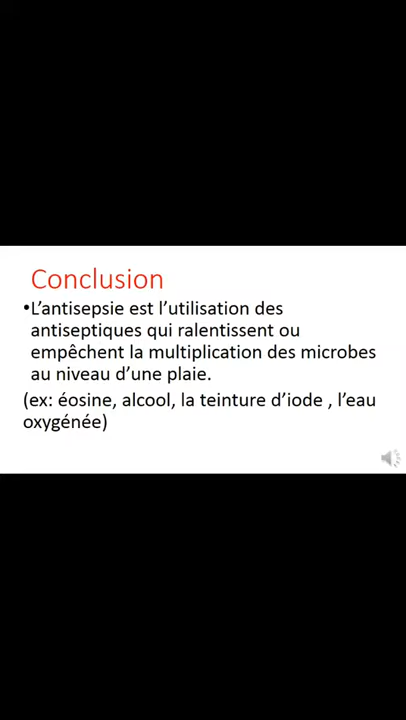 Conclusion
•L’antisepsie est l’utilisation des
antiseptiques qui ralentissent ou
empêchent la multiplication des microbes
au niveau d’une plaie.
(ex: éosine, alcool, la teinture d’iode , l’eau
oxygénée)